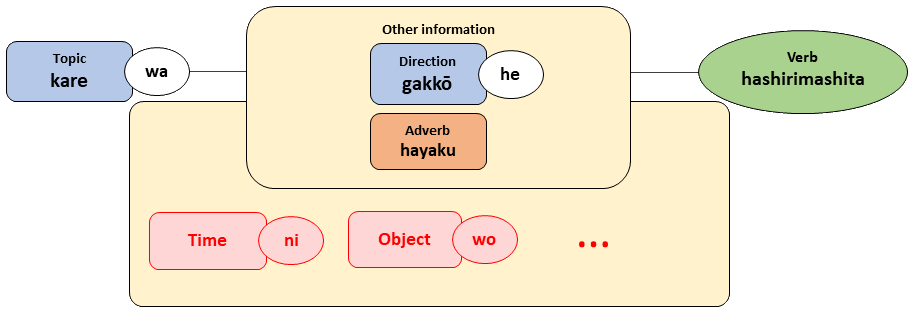 Topic
kare
wa
Other information
Direction
gakkō
he
Adverb
hayaku
Verb
hashirimashita
Time
ni
Object
wo
...